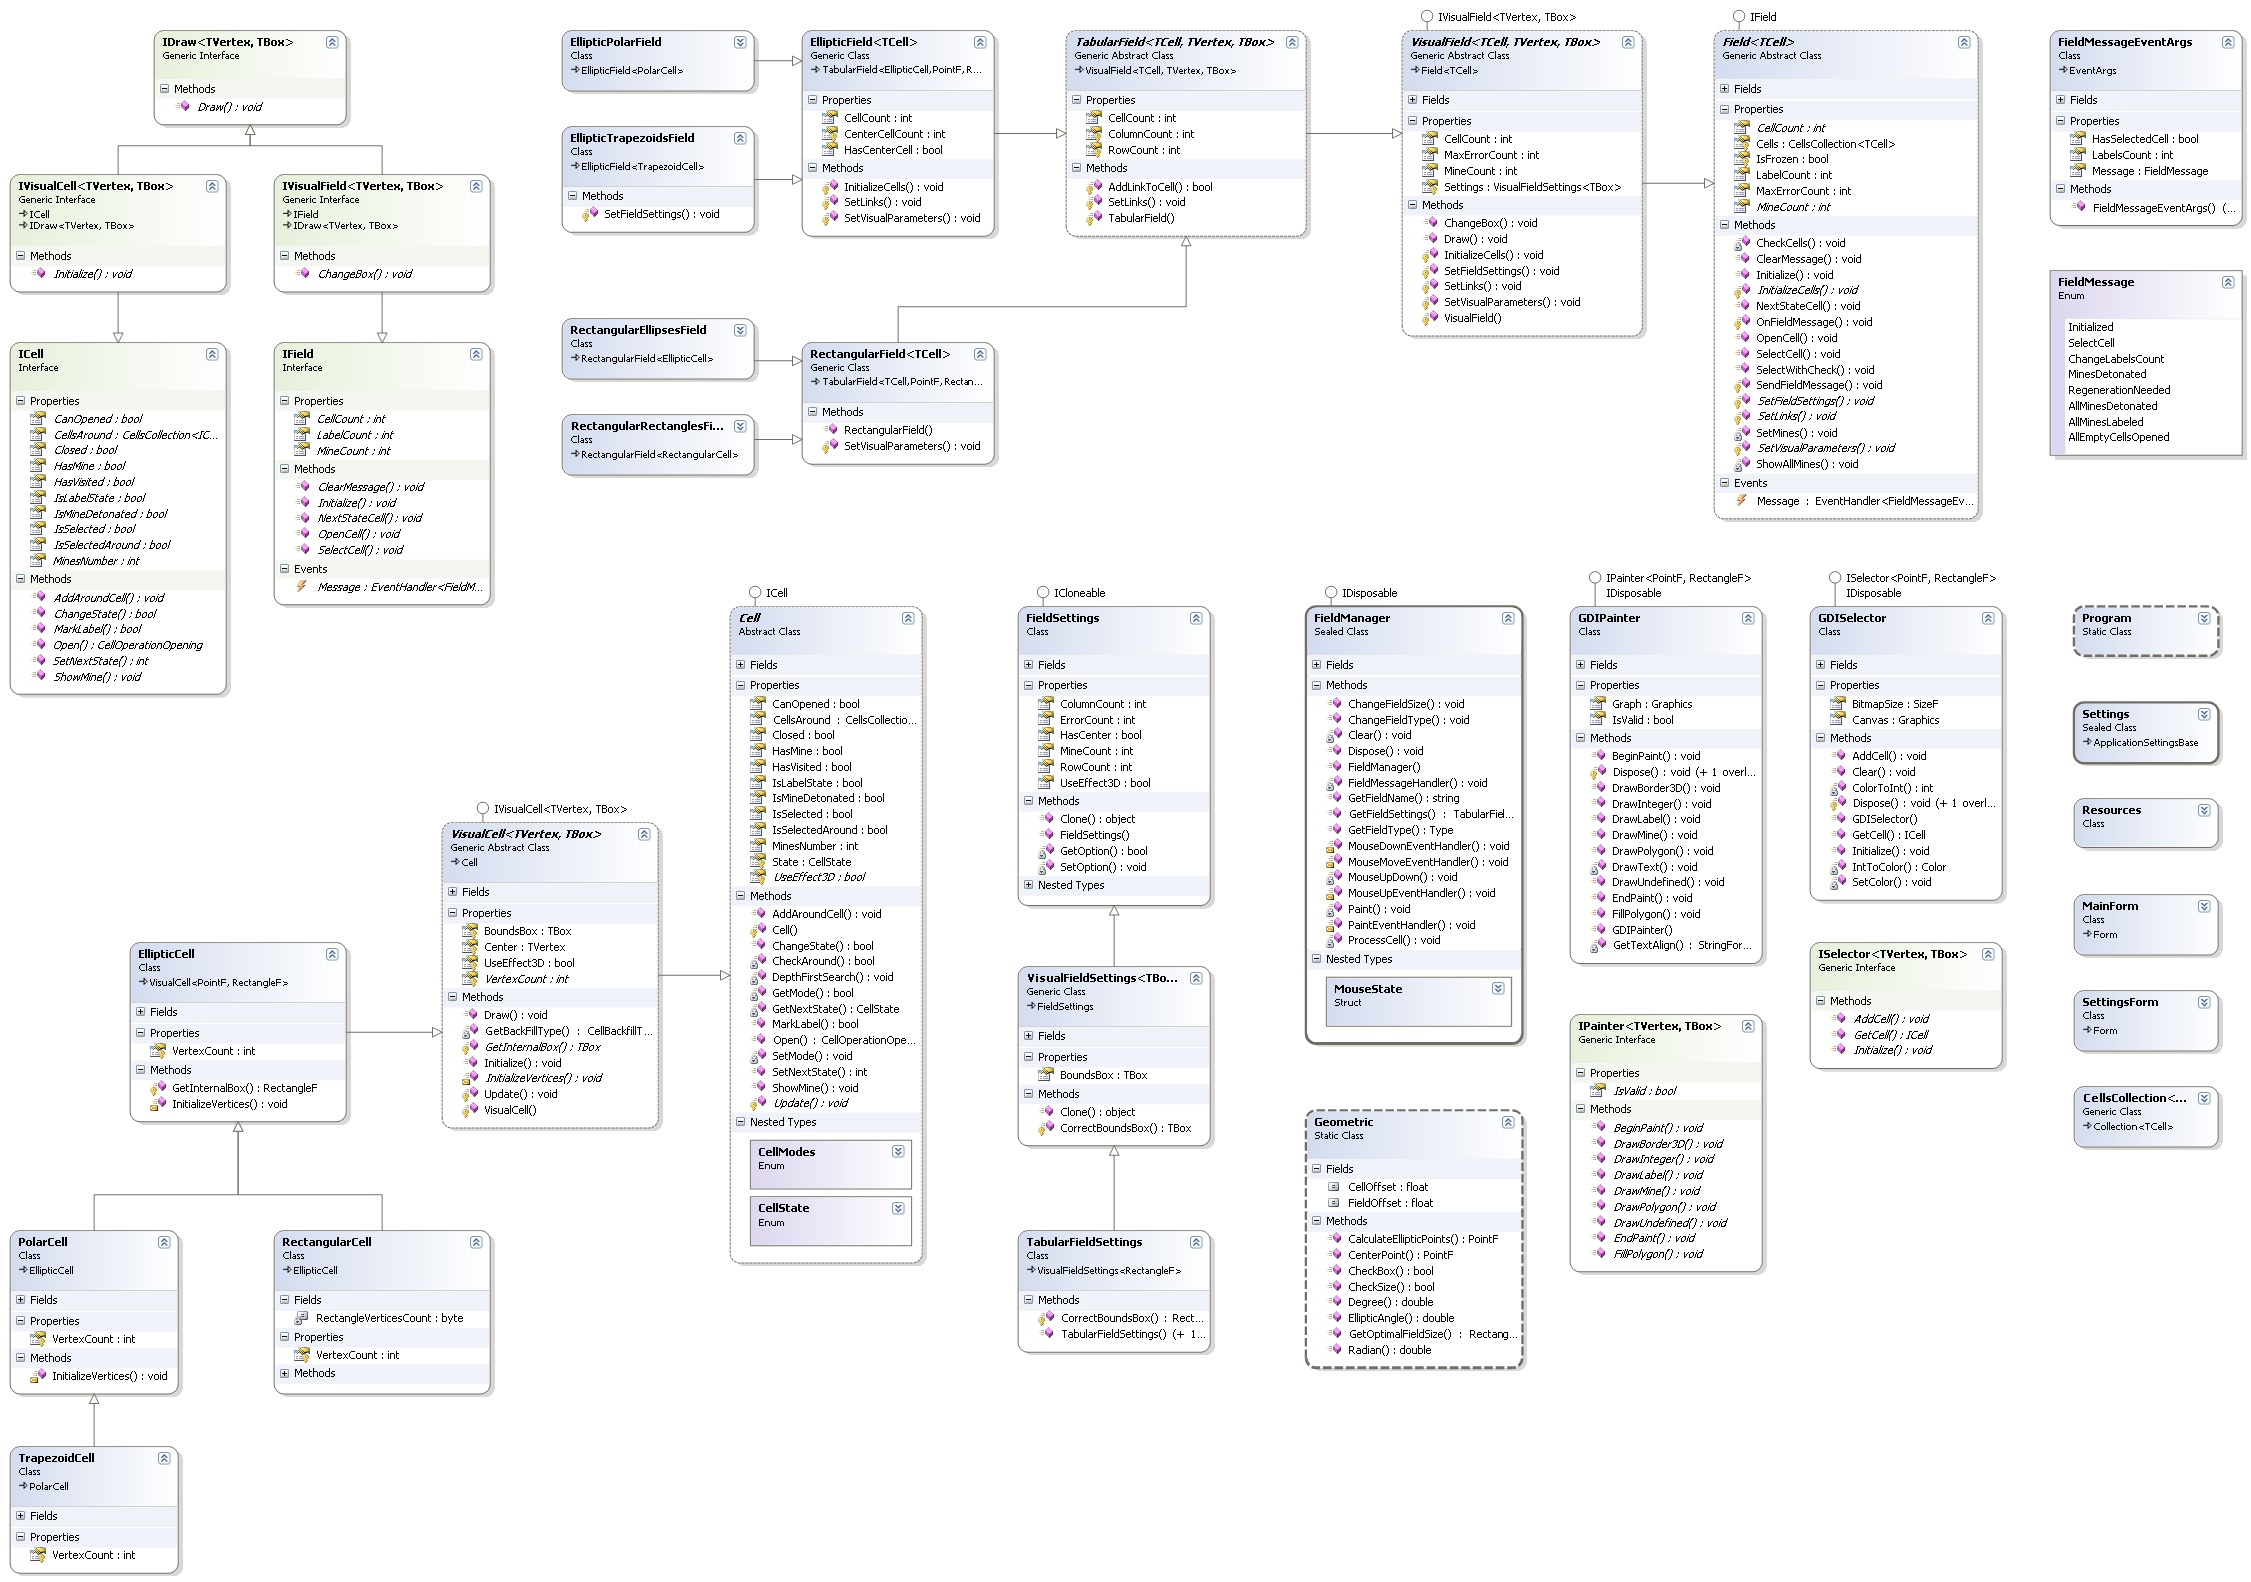 IDraw<TVertex, TBox>
Generic Interface
Methods
Draw() : void
IVisualCell<TVertex, TBox>
Generic Interface
ICell
IDraw<TVertex, TBox>
Methods
Initialize() : void
IVisualField<TVertex, TBox>
Generic Interface
IField
IDraw<TVertex, TBox>
Methods
ChangeBox() : void
ICell
Interface
Properties
CanOpened : bool
CellsAround : CellsCollection<IC...
Closed : bool
HasMine : bool
HasVisited : bool
IsLabelState : bool
IsMineDetonated : bool
IsSelected : bool
IsSelectedAround : bool
MinesNumber : int
Methods
AddAroundCell() : void
ChangeState() : bool
MarkLabel() : bool
Open() : CellOperationOpening
SetNextState() : int
ShowMine() : void
IField
Interface
Properties
CellCount : int
LabelCount : int
MineCount : int
Methods
ClearMessage() : void
Initialize() : void
NextStateCell() : void
OpenCell() : void
SelectCell() : void
Events
Message : EventHandler<FieldM...
EllipticPolarField
Class
EllipticField<PolarCell>
EllipticTrapezoidsField
Class
EllipticField<TrapezoidCell>
Methods
SetFieldSettings() : void
RectangularEllipsesField
Class
RectangularField<EllipticCell>
RectangularRectanglesFi...
Class
RectangularField<RectangularCell>
EllipticField<TCell>
Generic Class
TabularField<EllipticCell,PointF,R...
Properties
CellCount : int
CenterCellCount : int
HasCenterCell : bool
Methods
InitializeCells() : void
SetLinks() : void
SetVisualParameters() : void
RectangularField<TCell>
Generic Class
TabularField<TCell,PointF,Rectan...
Methods
RectangularField()
SetVisualParameters() : void
TabularField<TCell, TVertex, TBox>
Generic Abstract Class
VisualField<TCell, TVertex, TBox>
Properties
CellCount : int
ColumnCount : int
RowCount : int
Methods
AddLinkToCell() : bool
SetLinks() : void
TabularField()
IVisualField<TVertex, TBox>
VisualField<TCell, TVertex, TBox>
Generic Abstract Class
Field<TCell>
Fields
Properties
CellCount : int
MaxErrorCount : int
MineCount : int
Settings : VisualFieldSettings<TBox>
Methods
ChangeBox() : void
Draw() : void
InitializeCells() : void
SetFieldSettings() : void
SetLinks() : void
SetVisualParameters() : void
VisualField()
IField
Field<TCell>
Generic Abstract Class
Fields
Properties
CellCount : int
Cells : CellsCollection<TCell>
IsFrozen : bool
LabelCount : int
MaxErrorCount : int
MineCount : int
Methods
CheckCells() : void
ClearMessage() : void
Initialize() : void
InitializeCells() : void
NextStateCell() : void
OnFieldMessage() : void
OpenCell() : void
SelectCell() : void
SelectWithCheck() : void
SendFieldMessage() : void
SetFieldSettings() : void
SetLinks() : void
SetMines() : void
SetVisualParameters() : void
ShowAllMines() : void
Events
Message : EventHandler<FieldMessageEv...
FieldMessageEventArgs
Class
EventArgs
Fields
Properties
HasSelectedCell : bool
LabelsCount : int
Message : FieldMessage
Methods
FieldMessageEventArgs() (...
FieldMessage
Enum
Initialized
SelectCell
ChangeLabelsCount
MinesDetonated
RegenerationNeeded
AllMinesDetonated
AllMinesLabeled
AllEmptyCellsOpened
EllipticCell
Class
VisualCell<PointF, RectangleF>
Fields
Properties
VertexCount : int
Methods
GetInternalBox() : RectangleF
InitializeVertices() : void
PolarCell
Class
EllipticCell
Fields
Properties
VertexCount : int
Methods
InitializeVertices() : void
RectangularCell
Class
EllipticCell
Fields
RectangleVerticesCount : byte
Properties
VertexCount : int
Methods
TrapezoidCell
Class
PolarCell
Fields
Properties
VertexCount : int
IVisualCell<TVertex, TBox>
VisualCell<TVertex, TBox>
Generic Abstract Class
Cell
Fields
Properties
BoundsBox : TBox
Center : TVertex
UseEffect3D : bool
VertexCount : int
Methods
Draw() : void
GetBackFillType() : CellBackfillT...
GetInternalBox() : TBox
Initialize() : void
InitializeVertices() : void
Update() : void
VisualCell()
ICell
Cell
Abstract Class
Fields
Properties
CanOpened : bool
CellsAround : CellsCollectio...
Closed : bool
HasMine : bool
HasVisited : bool
IsLabelState : bool
IsMineDetonated : bool
IsSelected : bool
IsSelectedAround : bool
MinesNumber : int
State : CellState
UseEffect3D : bool
Methods
AddAroundCell() : void
Cell()
ChangeState() : bool
CheckAround() : bool
DepthFirstSearch() : void
GetMode() : bool
GetNextState() : CellState
MarkLabel() : bool
Open() : CellOperationOpe...
SetMode() : void
SetNextState() : int
ShowMine() : void
Update() : void
Nested Types
CellModes
Enum
CellState
Enum
ICloneable
FieldSettings
Class
Fields
Properties
ColumnCount : int
ErrorCount : int
HasCenter : bool
MineCount : int
RowCount : int
UseEffect3D : bool
Methods
Clone() : object
FieldSettings()
GetOption() : bool
SetOption() : void
Nested Types
VisualFieldSettings<TBo...
Generic Class
FieldSettings
Fields
Properties
BoundsBox : TBox
Methods
Clone() : object
CorrectBoundsBox() : TBox
TabularFieldSettings
Class
VisualFieldSettings<RectangleF>
Methods
CorrectBoundsBox() : Rect...
TabularFieldSettings() (+ 1...
IDisposable
FieldManager
Sealed Class
Fields
Methods
ChangeFieldSize() : void
ChangeFieldType() : void
Clear() : void
Dispose() : void
FieldManager()
FieldMessageHandler() : void
GetFieldName() : string
GetFieldSettings() : TabularFiel...
GetFieldType() : Type
MouseDownEventHandler() : void
MouseMoveEventHandler() : void
MouseUpDown() : void
MouseUpEventHandler() : void
Paint() : void
PaintEventHandler() : void
ProcessCell() : void
Nested Types
MouseState
Struct
Geometric
Static Class
Fields
CellOffset : float
FieldOffset : float
Methods
CalculateEllipticPoints() : PointF
CenterPoint() : PointF
CheckBox() : bool
CheckSize() : bool
Degree() : double
EllipticAngle() : double
GetOptimalFieldSize() : Rectang...
Radian() : double
IPainter<PointF, RectangleF>
IDisposable
GDIPainter
Class
Fields
Properties
Graph : Graphics
IsValid : bool
Methods
BeginPaint() : void
Dispose() : void (+ 1 overl...
DrawBorder3D() : void
DrawInteger() : void
DrawLabel() : void
DrawMine() : void
DrawPolygon() : void
DrawText() : void
DrawUndefined() : void
EndPaint() : void
FillPolygon() : void
GDIPainter()
GetTextAlign() : StringFor...
IPainter<TVertex, TBox>
Generic Interface
Properties
IsValid : bool
Methods
BeginPaint() : void
DrawBorder3D() : void
DrawInteger() : void
DrawLabel() : void
DrawMine() : void
DrawPolygon() : void
DrawUndefined() : void
EndPaint() : void
FillPolygon() : void
ISelector<PointF, RectangleF>
IDisposable
GDISelector
Class
Fields
Properties
BitmapSize : SizeF
Canvas : Graphics
Methods
AddCell() : void
Clear() : void
ColorToInt() : int
Dispose() : void (+ 1 overl...
GDISelector()
GetCell() : ICell
Initialize() : void
IntToColor() : Color
SetColor() : void
ISelector<TVertex, TBox>
Generic Interface
Methods
AddCell() : void
GetCell() : ICell
Initialize() : void
Program
Static Class
Settings
Sealed Class
ApplicationSettingsBase
Resources
Class
MainForm
Class
Form
SettingsForm
Class
Form
CellsCollection<...
Generic Class
Collection<TCell>